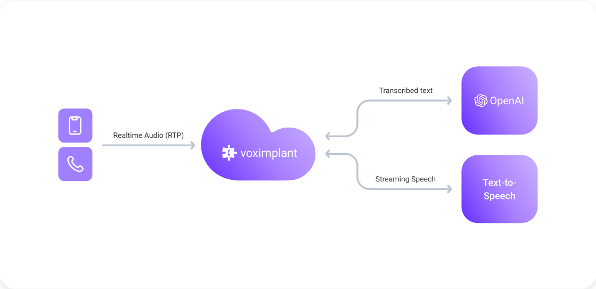 Realtime Audio (RTP)
voximplant
Transcribed text
OpenAI
Streaming Speech
Text-to-
Speech